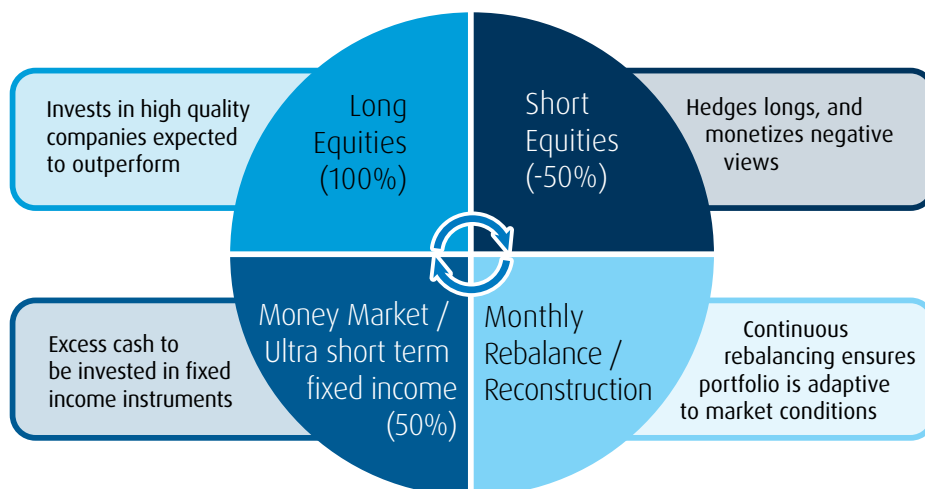 Invests in high quality
companies expected
to outperform
Long
Equities
(100%)
Short
Equities
(-50%)
Hedges longs, and
monetizes negative
views
Excess cash to
be invested in fixed
income instruments
Money Market /
Ultra short term
fixed income
(50%)
Monthly
Rebalance /
Reconstruction
Continuous
rebalancing ensures
portfolio is adaptive
to market conditions